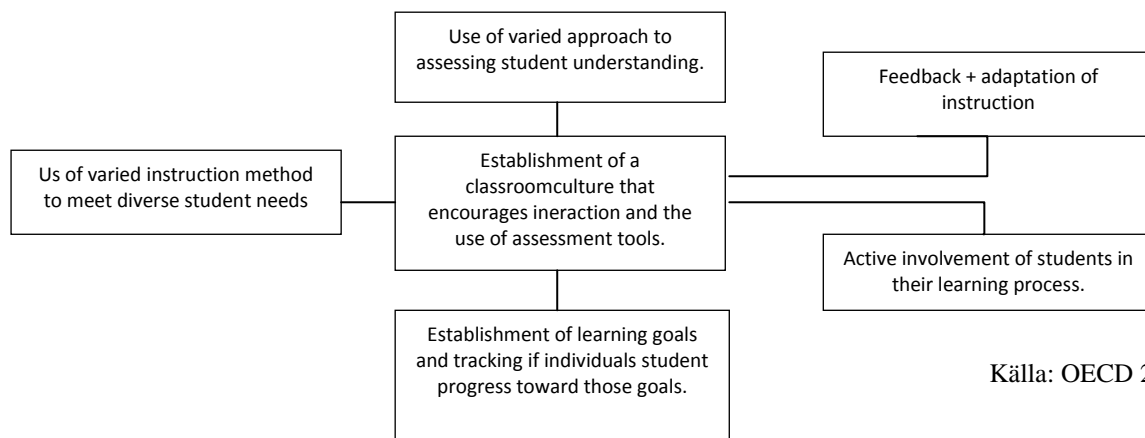 Use of varied approach to
assessing student understanding.
Feedback + adaptation of
instruction
Us of varied instruction method
to meet diverse student needs
Establishment of a
classroomculture that
encourages ineraction and the
use of assessment tools.
Active involvement of students in
their learning process.
Establishment of learning goals
and tracking if individuals student
progress toward those goals.
Källa: OECD 2